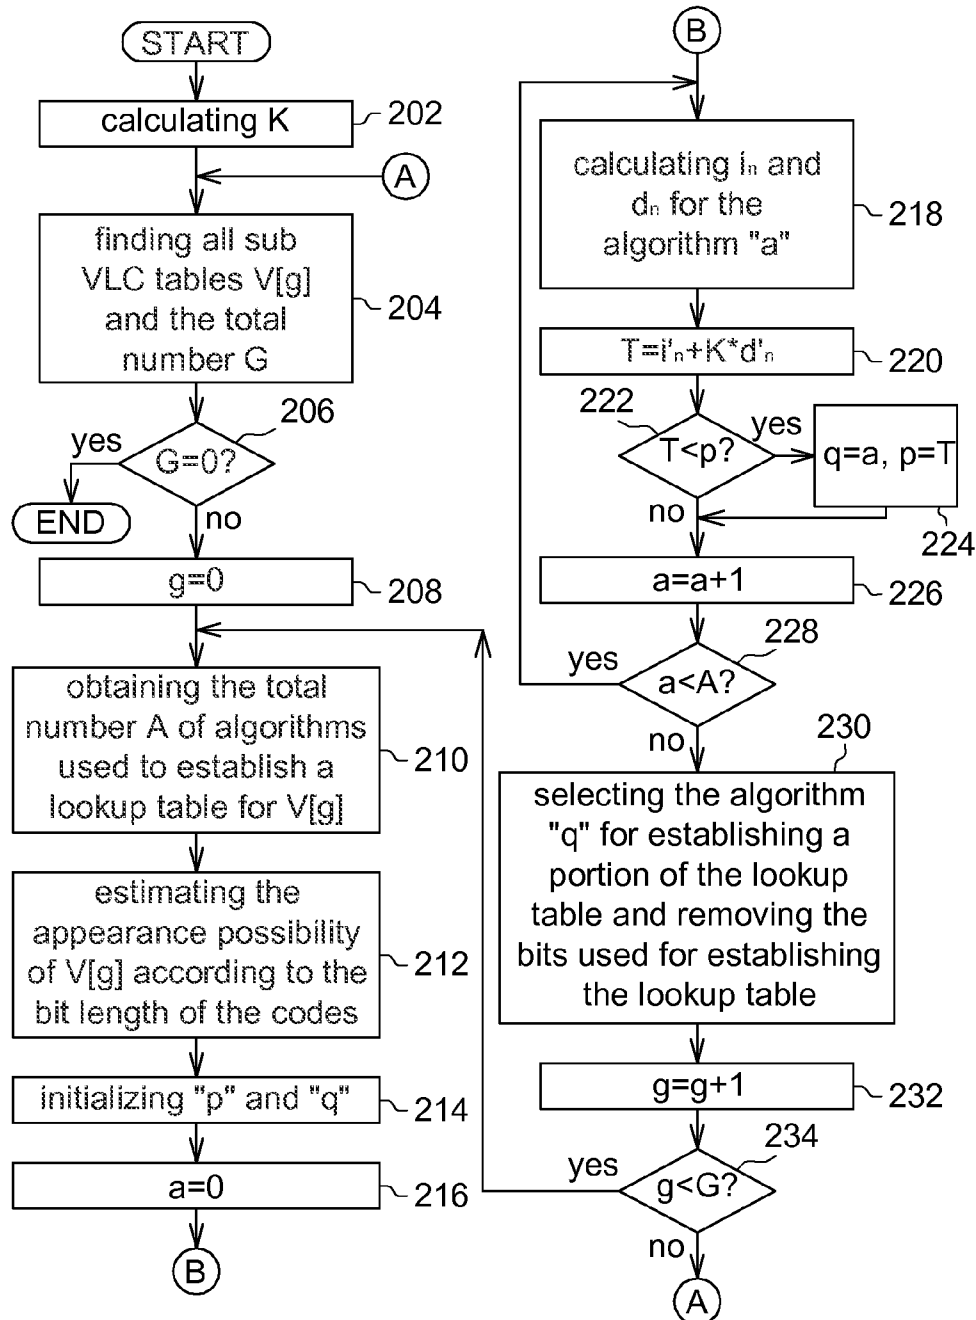 START
calculating K
202
A
finding all sub
VLC tables V[g]
and the total
number G
204
206
yes
G=0?
END
no
g=0
208
obtaining the total
number A of algorithms
used to establish a
lookup table for V[g]
210
estimating the
appearance possibility
of V[g] according to the
bit length of the codes
212
initializing "p" and "q"
214
a=0
216
B
B
calculating iₙ and
dₙ for the
algorithm "a"
218
T=i'ₙ+K*d'ₙ
220
222
T<p?
yes
q=a, p=T
no
224
a=a+1
226
228
yes
a<A?
no
230
selecting the algorithm
"q" for establishing a
portion of the lookup
table and removing the
bits used for establishing
the lookup table
g=g+1
232
234
yes
g<G?
no
A